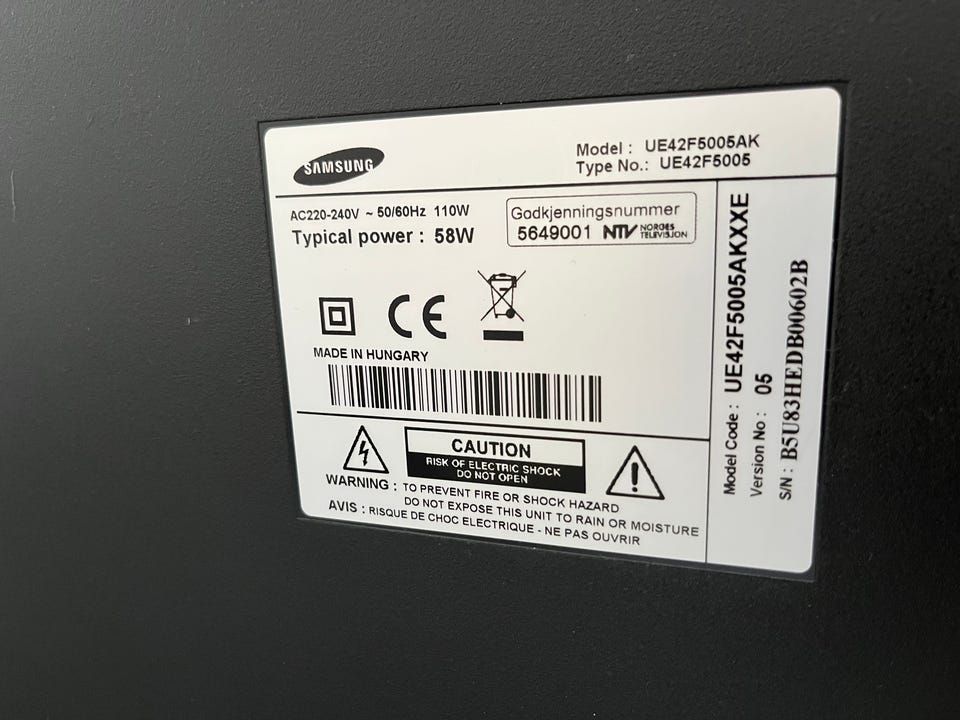 SAMSUNG
Model : UE42F5005AK
Type No.: UE42F5005
AC220-240V ~ 50/60Hz 110W
Typical power : 58W
Godkjenningsnummer
5649001 NTV NORGES TELEVISJON
CE
MADE IN HUNGARY
CAUTION
RISK OF ELECTRIC SHOCK
DO NOT OPEN
WARNING : TO PREVENT FIRE OR SHOCK HAZARD
DO NOT EXPOSE THIS UNIT TO RAIN OR MOISTURE
AVIS : RISQUE DE CHOC ELECTRIQUE - NE PAS OUVRIR
Model Code : UE42F5005AKXXE
Version No : 05
S/N : B5U83HEDB00602B